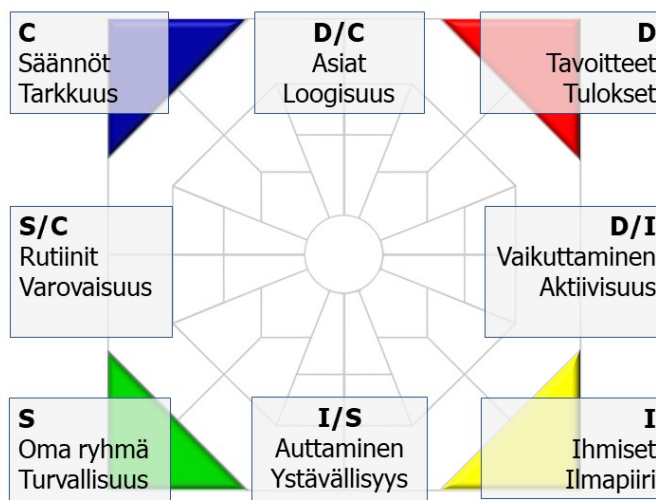 C
Säännöt
Tarkkuus
D/C
Asiat
Loogisuus
D
Tavoitteet
Tulokset
S/C
Rutiinit
Varovaisuus
D/I
Vaikuttaminen
Aktiivisuus
S
Oma ryhmä
Turvallisuus
I/S
Auttaminen
Ystävällisyys
I
Ihmiset
Ilmapiiri